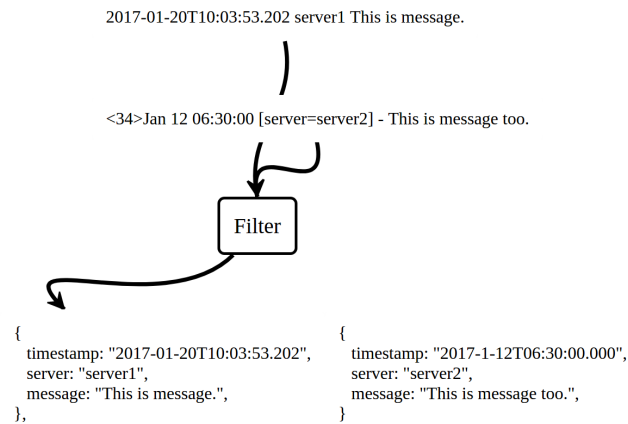 2017-01-20T10:03:53.202 server1 This is message.
<34>Jan 12 06:30:00 [server=server2] - This is message too.
Filter
{
timestamp: "2017-01-20T10:03:53.202",
server: "server1",
message: "This is message.",
},
{
timestamp: "2017-1-12T06:30:00.000",
server: "server2",
message: "This is message too.",
}